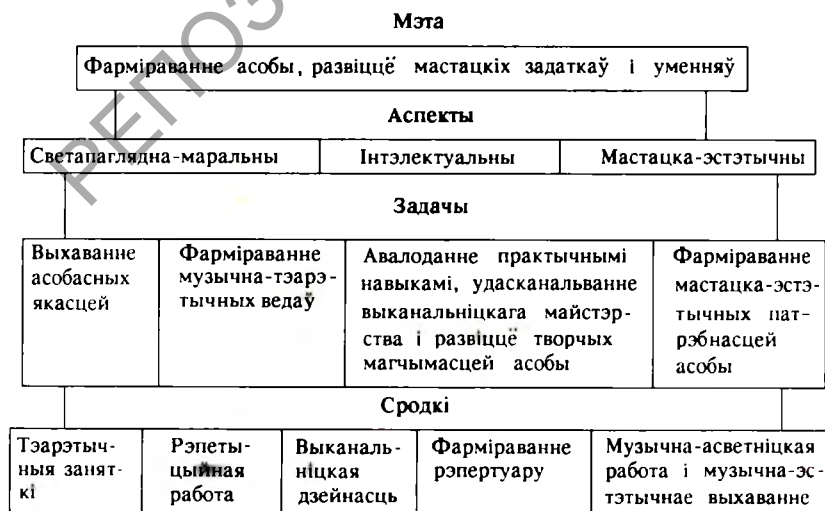 Мэта
Фарміраванне асобы, развіццё мастацкіх задаткаў і уменняў
Аспекты
Светапаглядна-маральны
Інтэлектуальны
Мастацка-эстэтычны
Задачы
Выхаванне
асобасных
якасцей
Фарміраванне
музычна-тэарэ-
тычных ведаў
Авалоданне практычнымі
навыкамі, удасканальванне
выканальніцкага майстэр-
ства і развіццё творчых
магчымасцей асобы
Фарміраванне
мастацка-эстэ-
тычных пат-
рэбнасцей
асобы
Сродкі
Тэарэтыч-
ныя занят-
кі
Рэпеты-
цыйная
работа
Выканаль-
ніцкая
дзейнасць
Фарміраванне
рэпертуару
Музычна-асветніцкая
работа і музычна-эс-
тэтычнае выхаванне
РЕПОЗ